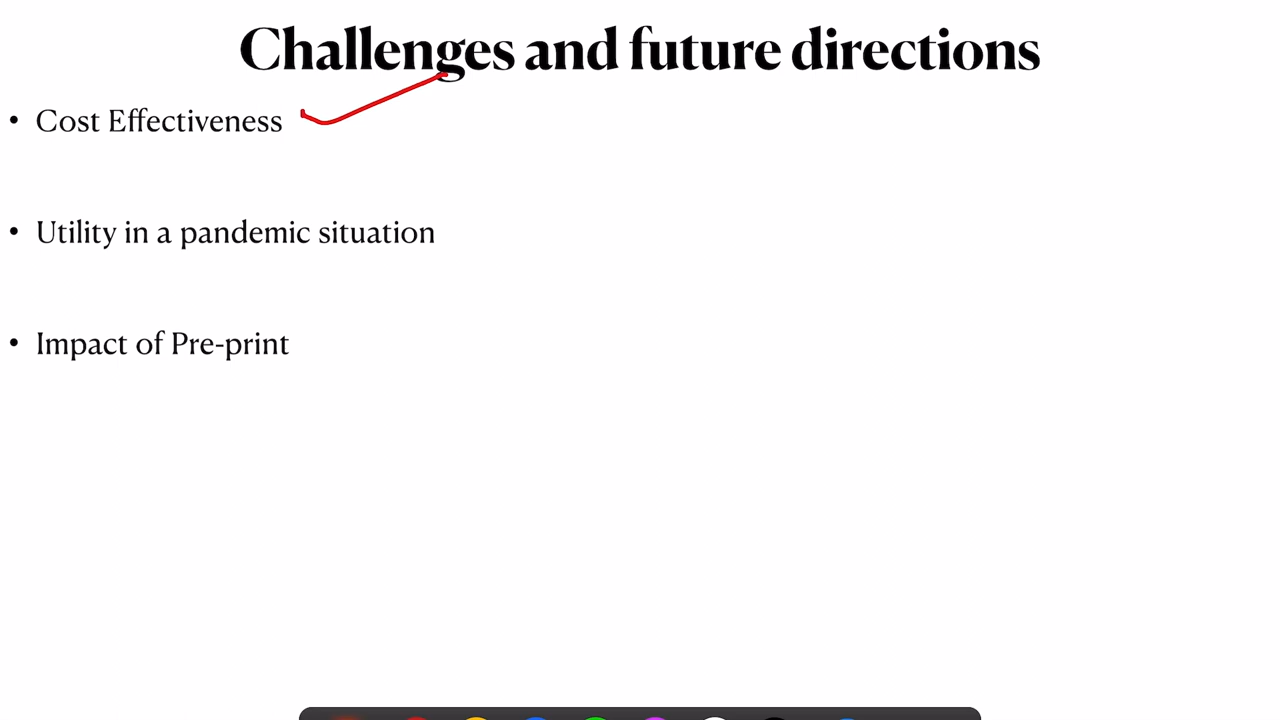 Challenges and future directions
• Cost Effectiveness
• Utility in a pandemic situation
• Impact of Pre-print